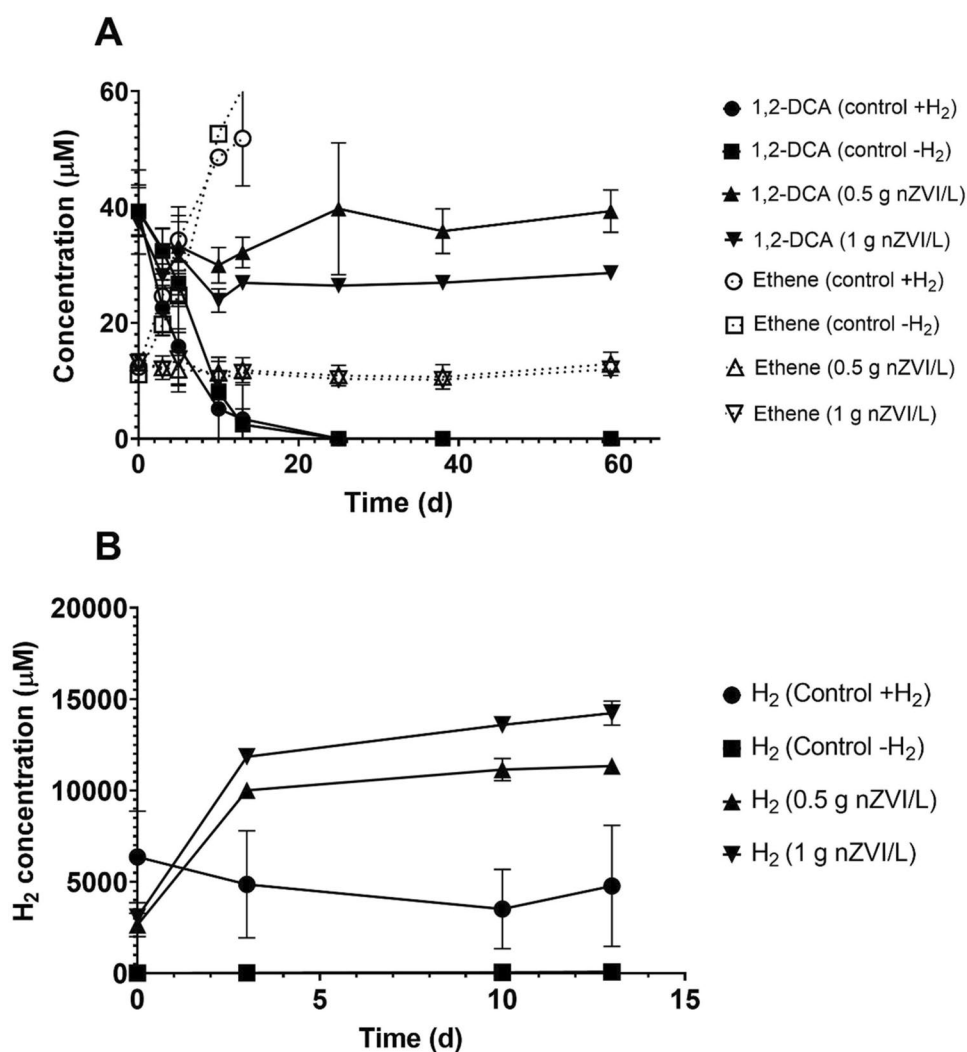 A
Concentration (μM)
60
40
20
0
0 20 40 60
Time (d)
1,2-DCA (control +H₂)
1,2-DCA (control -H₂)
1,2-DCA (0.5 g nZVI/L)
1,2-DCA (1 g nZVI/L)
Ethene (control +H₂)
Ethene (control -H₂)
Ethene (0.5 g nZVI/L)
Ethene (1 g nZVI/L)
B
H₂ concentration (μM)
20000
15000
10000
5000
0
0 5 10 15
Time (d)
H₂ (Control +H₂)
H₂ (Control -H₂)
H₂ (0.5 g nZVI/L)
H₂ (1 g nZVI/L)